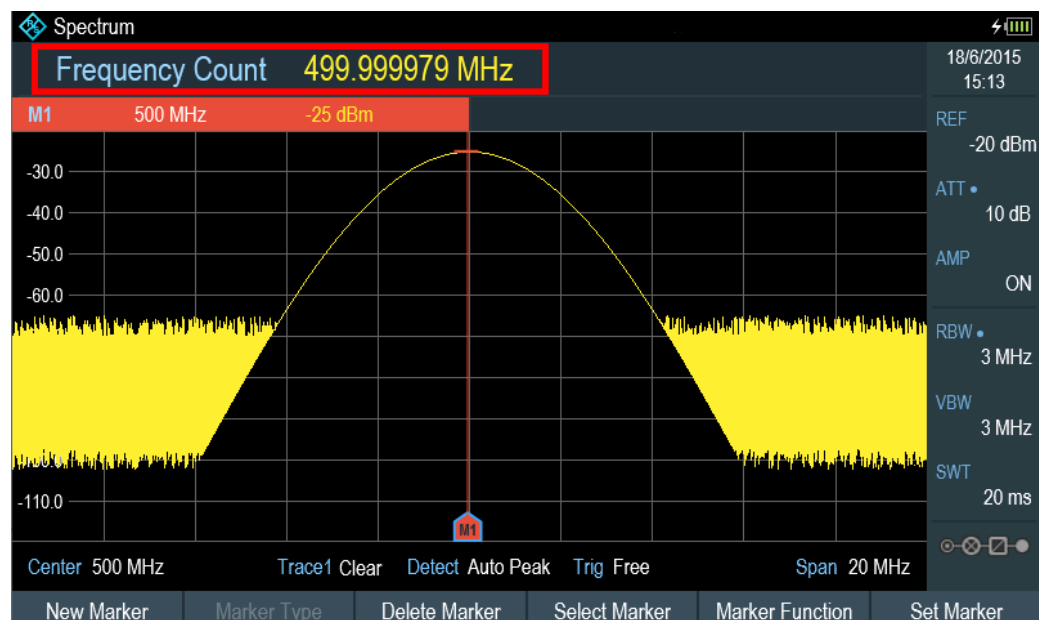 Spectrum
Frequency Count 499.999979 MHz
18/6/2015
15:13
M1 500 MHz -25 dBm
REF
-20 dBm
-30.0
ATT
10 dB
-40.0
-50.0
AMP
ON
-60.0
RBW
3 MHz
VBW
3 MHz
SWT
20 ms
-110.0
M1
Center 500 MHz Trace1 Clear Detect Auto Peak Trig Free Span 20 MHz
New Marker Marker Type Delete Marker Select Marker Marker Function Set Marker